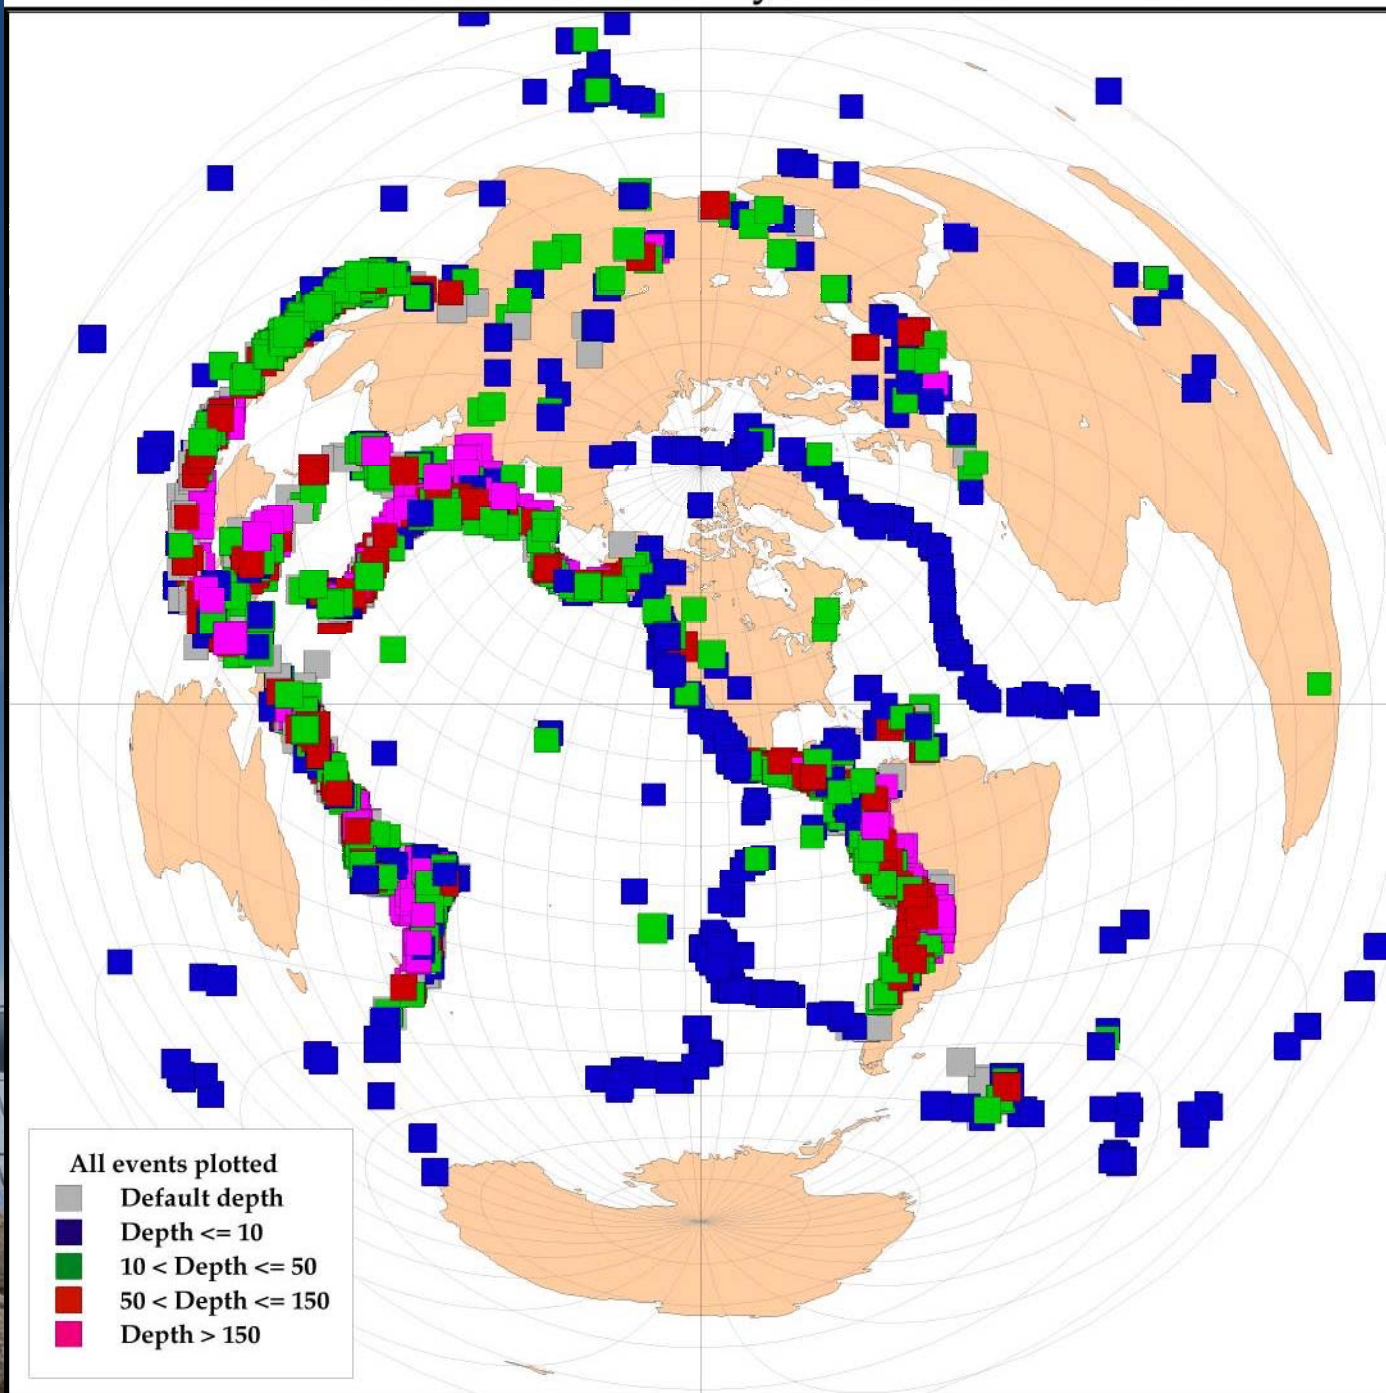 All events plotted
Default depth
Depth <= 10
10 < Depth <= 50
50 < Depth <= 150
Depth > 150